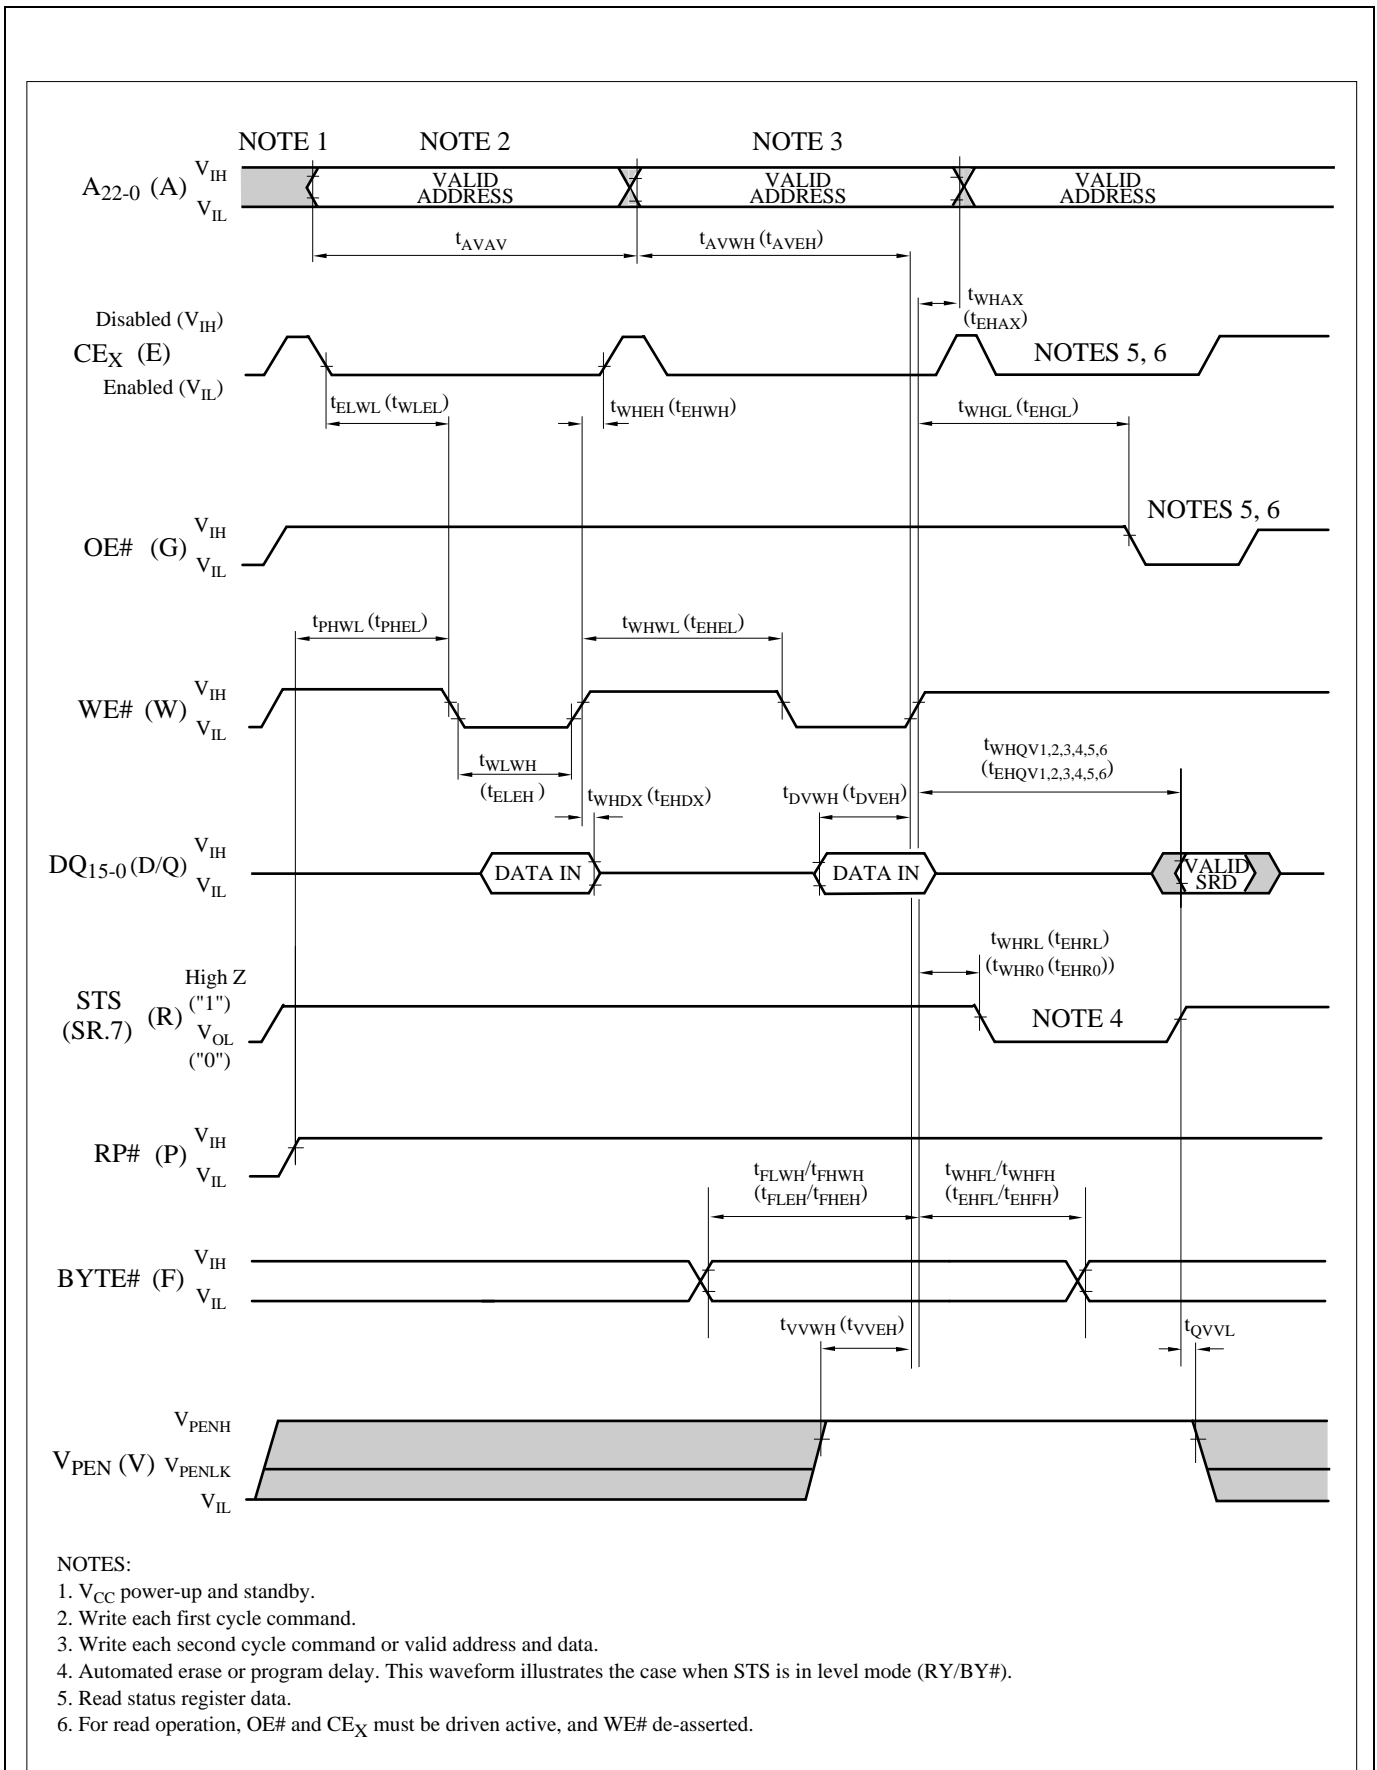 NOTE 1 NOTE 2 NOTE 3
A22-0 (A) VIH VIL
VALID ADDRESS
VALID ADDRESS
VALID ADDRESS
tAVAV
tAVWH (tAVEH)
tWHAX
(tEHAX)
Disabled (VIH)
CEX (E)
Enabled (VIL)
NOTES 5, 6
tELWL (tWLEL)
tWHEH (tEHWH)
tWHGL (tEHGL)
NOTES 5, 6
OE# (G) VIH VIL
tPHWL (tPHEL)
tWHWL (tEHEL)
WE# (W) VIH VIL
tWLWH
(tELEH )
tWHDX (tEHDX)
tDVWH (tDVEH)
tWHQV1,2,3,4,5,6
(tEHQV1,2,3,4,5,6)
DQ15-0 (D/Q) VIH VIL
DATA IN
DATA IN
VALID SRD
tWHRL (tEHRL)
(tWHR0 (tEHR0))
High Z
("1")
STS
(SR.7) (R)
VOL
("0")
NOTE 4
RP# (P) VIH VIL
tFLWH/tFHWH
(tFLEH/tFHEH)
tWHFL/tWHFH
(tEHFL/tEHFH)
BYTE# (F) VIH VIL
tVVWH (tVVEH)
tQVVL
VPENH
VPEN (V) VPENLK
VIL
NOTES:
1. VCC power-up and standby.
2. Write each first cycle command.
3. Write each second cycle command or valid address and data.
4. Automated erase or program delay. This waveform illustrates the case when STS is in level mode (RY/BY#).
5. Read status register data.
6. For read operation, OE# and CEX must be driven active, and WE# de-asserted.